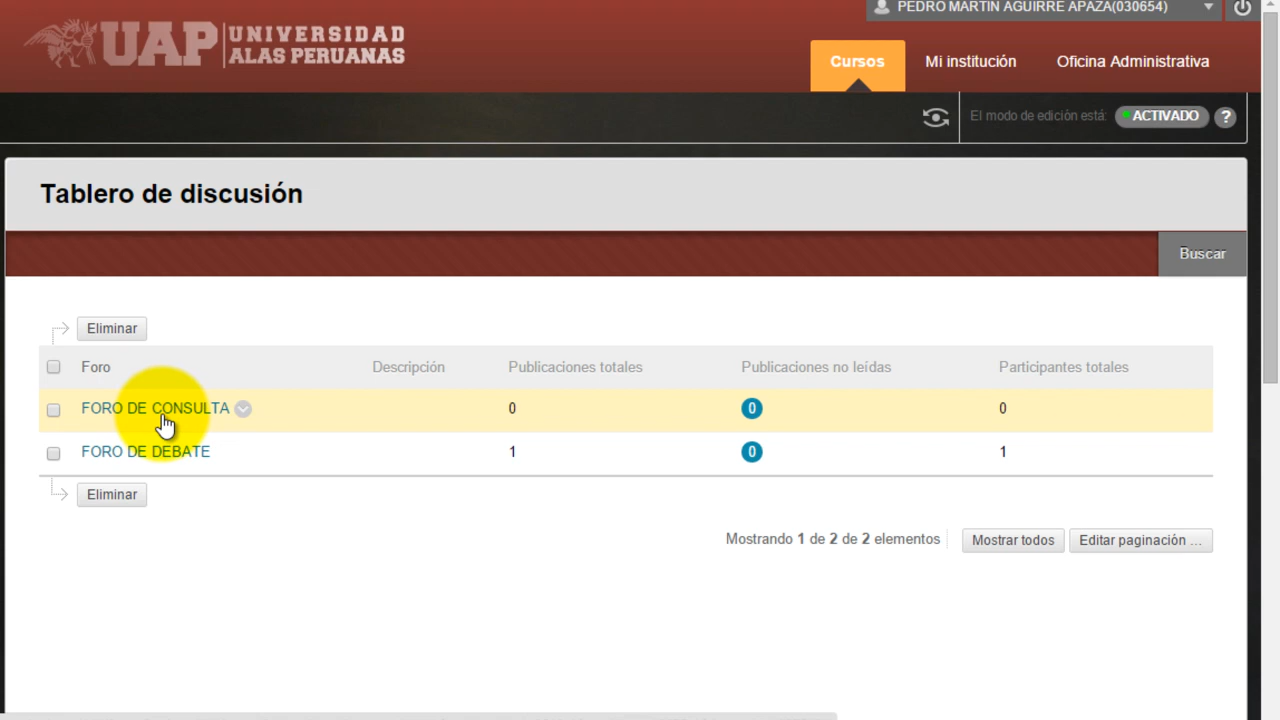 PEDRO MARTIN AGUIRRE APAZA(030654)
UAP UNIVERSIDAD
ALAS PERUANAS
Cursos Mi institución Oficina Administrativa
El modo de edición está: ACTIVADO ?
Tablero de discusión
Buscar
Eliminar
Foro Descripción Publicaciones totales Publicaciones no leídas Participantes totales
FORO DE CONSULTA 0 0 0
FORO DE DEBATE 1 0 1
Eliminar
Mostrando 1 de 2 de 2 elementos Mostrar todos Editar paginación ...